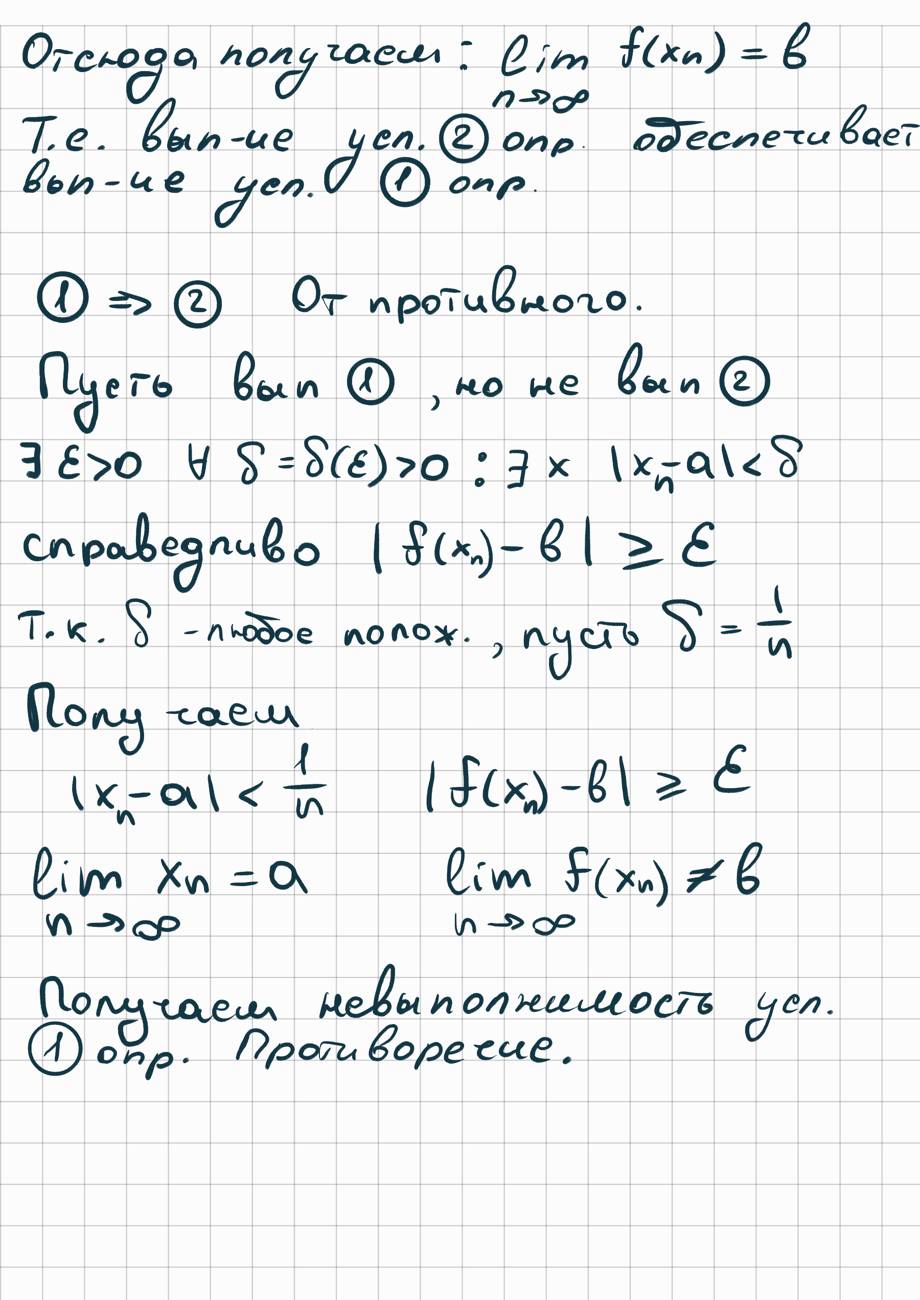 Отсюда получаем: lim f(xn) = b
n→∞
Т.е. вып-ие усл. ② опр. обеспечивает
вып-ие усл. ① опр.
① ⇒ ② От противного.
Пусть вып ①, но не вып ②
∃ ε>0 ∀ δ=δ(ε)>0 : ∃ x |xn-a|<δ
справедливо |f(xn)-b| ≥ ε
Т.к. δ - любое полож., пусть δ = 1/n
Получаем
|xn-a| < 1/n |f(xn)-b| ≥ ε
lim xn = a lim f(xn) ≠ b
n→∞ n→∞
Получаем невыполнимость усл.
① опр. Противоречие.